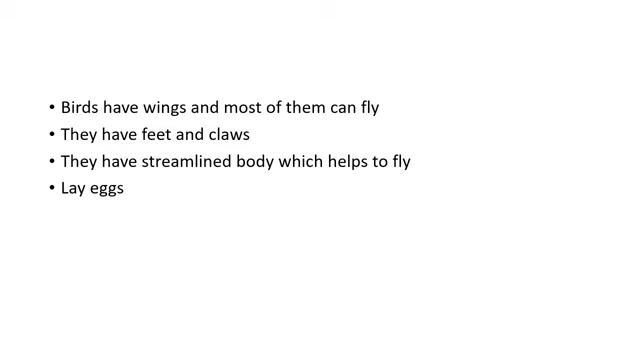 • Birds have wings and most of them can fly
• They have feet and claws
• They have streamlined body which helps to fly
• Lay eggs